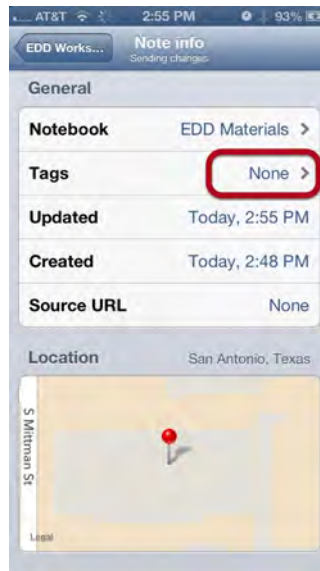 AT&T 2:55 PM 93%
EDD Works... Note info
Sending changes
General
Notebook EDD Materials >
Tags None >
Updated Today, 2:55 PM
Created Today, 2:48 PM
Source URL None
Location San Antonio, Texas
S Mittman St
Legal